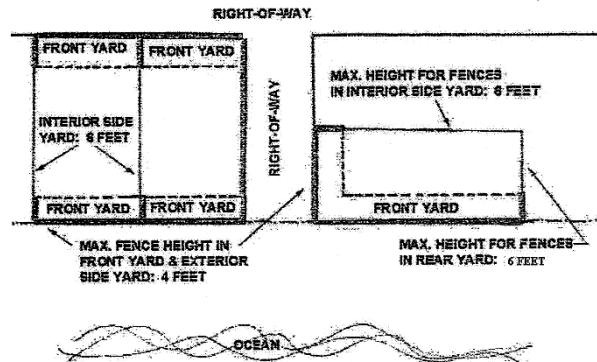 RIGHT-OF-WAY
FRONT YARD
FRONT YARD
MAX. HEIGHT FOR FENCES
IN INTERIOR SIDE YARD: 6 FEET
INTERIOR SIDE
YARD: 6 FEET
RIGHT-OF-WAY
FRONT YARD
FRONT YARD
FRONT YARD
MAX. FENCE HEIGHT IN
FRONT YARD & EXTERIOR
SIDE YARD: 4 FEET
MAX. HEIGHT FOR FENCES
IN REAR YARD: 6 FEET
OCEAN